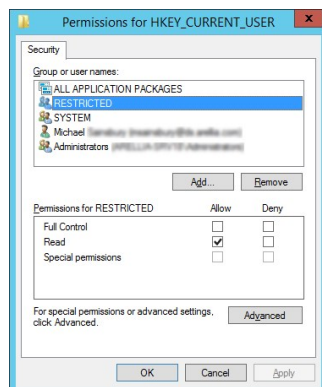 Permissions for HKEY_CURRENT_USER
x
Security
Group or user names:
ALL APPLICATION PACKAGES
RESTRICTED
SYSTEM
Michael
Administrators
Add...
Remove
Permissions for RESTRICTED Allow Deny
Full Control
Read
Special permissions
For special permissions or advanced settings,
click Advanced.
Advanced
OK Cancel Apply